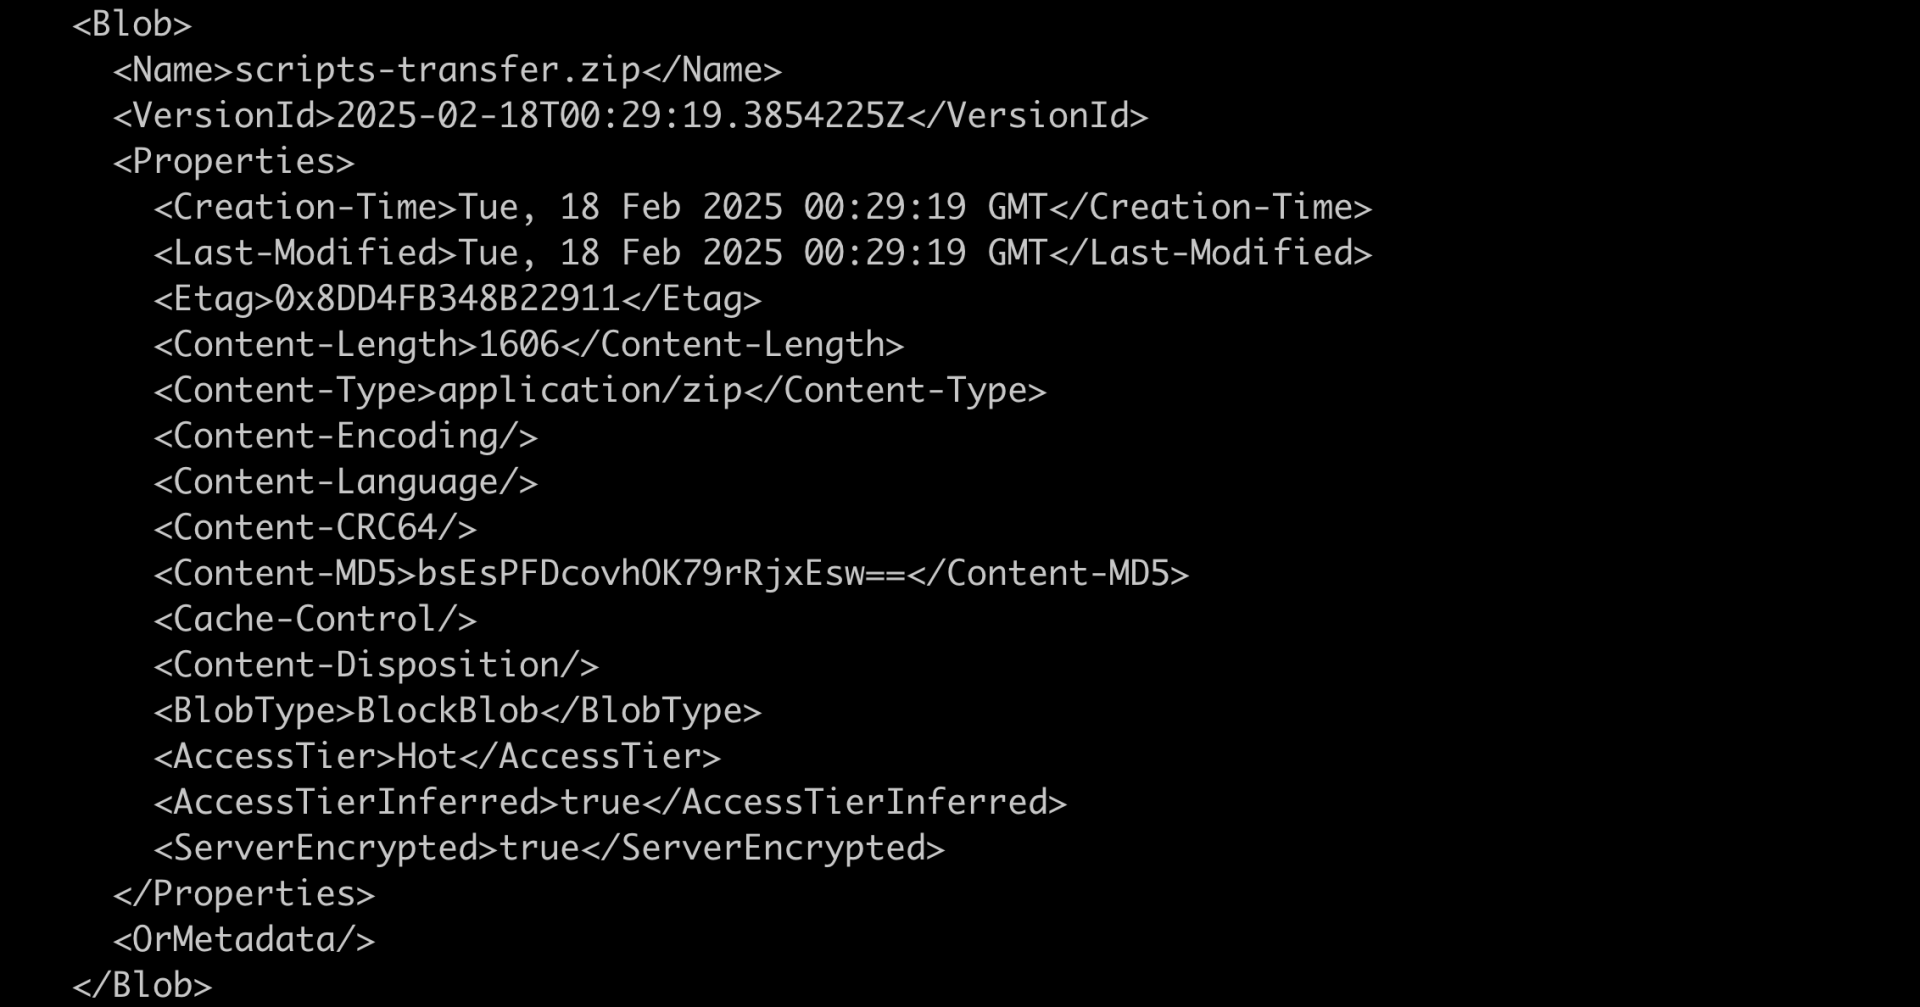 <Blob>
<Name>scripts-transfer.zip</Name>
<VersionId>2025-02-18T00:29:19.3854225Z</VersionId>
<Properties>
<Creation-Time>Tue, 18 Feb 2025 00:29:19 GMT</Creation-Time>
<Last-Modified>Tue, 18 Feb 2025 00:29:19 GMT</Last-Modified>
<Etag>0x8DD4FB348B22911</Etag>
<Content-Length>1606</Content-Length>
<Content-Type>application/zip</Content-Type>
<Content-Encoding/>
<Content-Language/>
<Content-CRC64/>
<Content-MD5>bsEsPFDcovhOK79rRjxEsw==</Content-MD5>
<Cache-Control/>
<Content-Disposition/>
<BlobType>BlockBlob</BlobType>
<AccessTier>Hot</AccessTier>
<AccessTierInferred>true</AccessTierInferred>
<ServerEncrypted>true</ServerEncrypted>
</Properties>
<OrMetadata/>
</Blob>